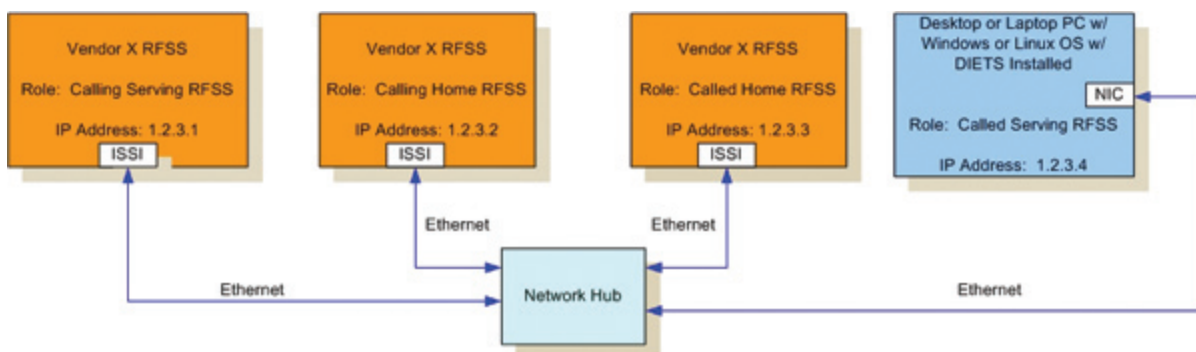 Vendor X RFSS
Role: Calling Serving RFSS
IP Address: 1.2.3.1
ISSI
Vendor X RFSS
Role: Calling Home RFSS
IP Address: 1.2.3.2
ISSI
Vendor X RFSS
Role: Called Home RFSS
IP Address: 1.2.3.3
ISSI
Desktop or Laptop PC w/
Windows or Linux OS w/
DIETS Installed
NIC
Role: Called Serving RFSS
IP Address: 1.2.3.4
Ethernet
Ethernet
Ethernet
Network Hub
Ethernet